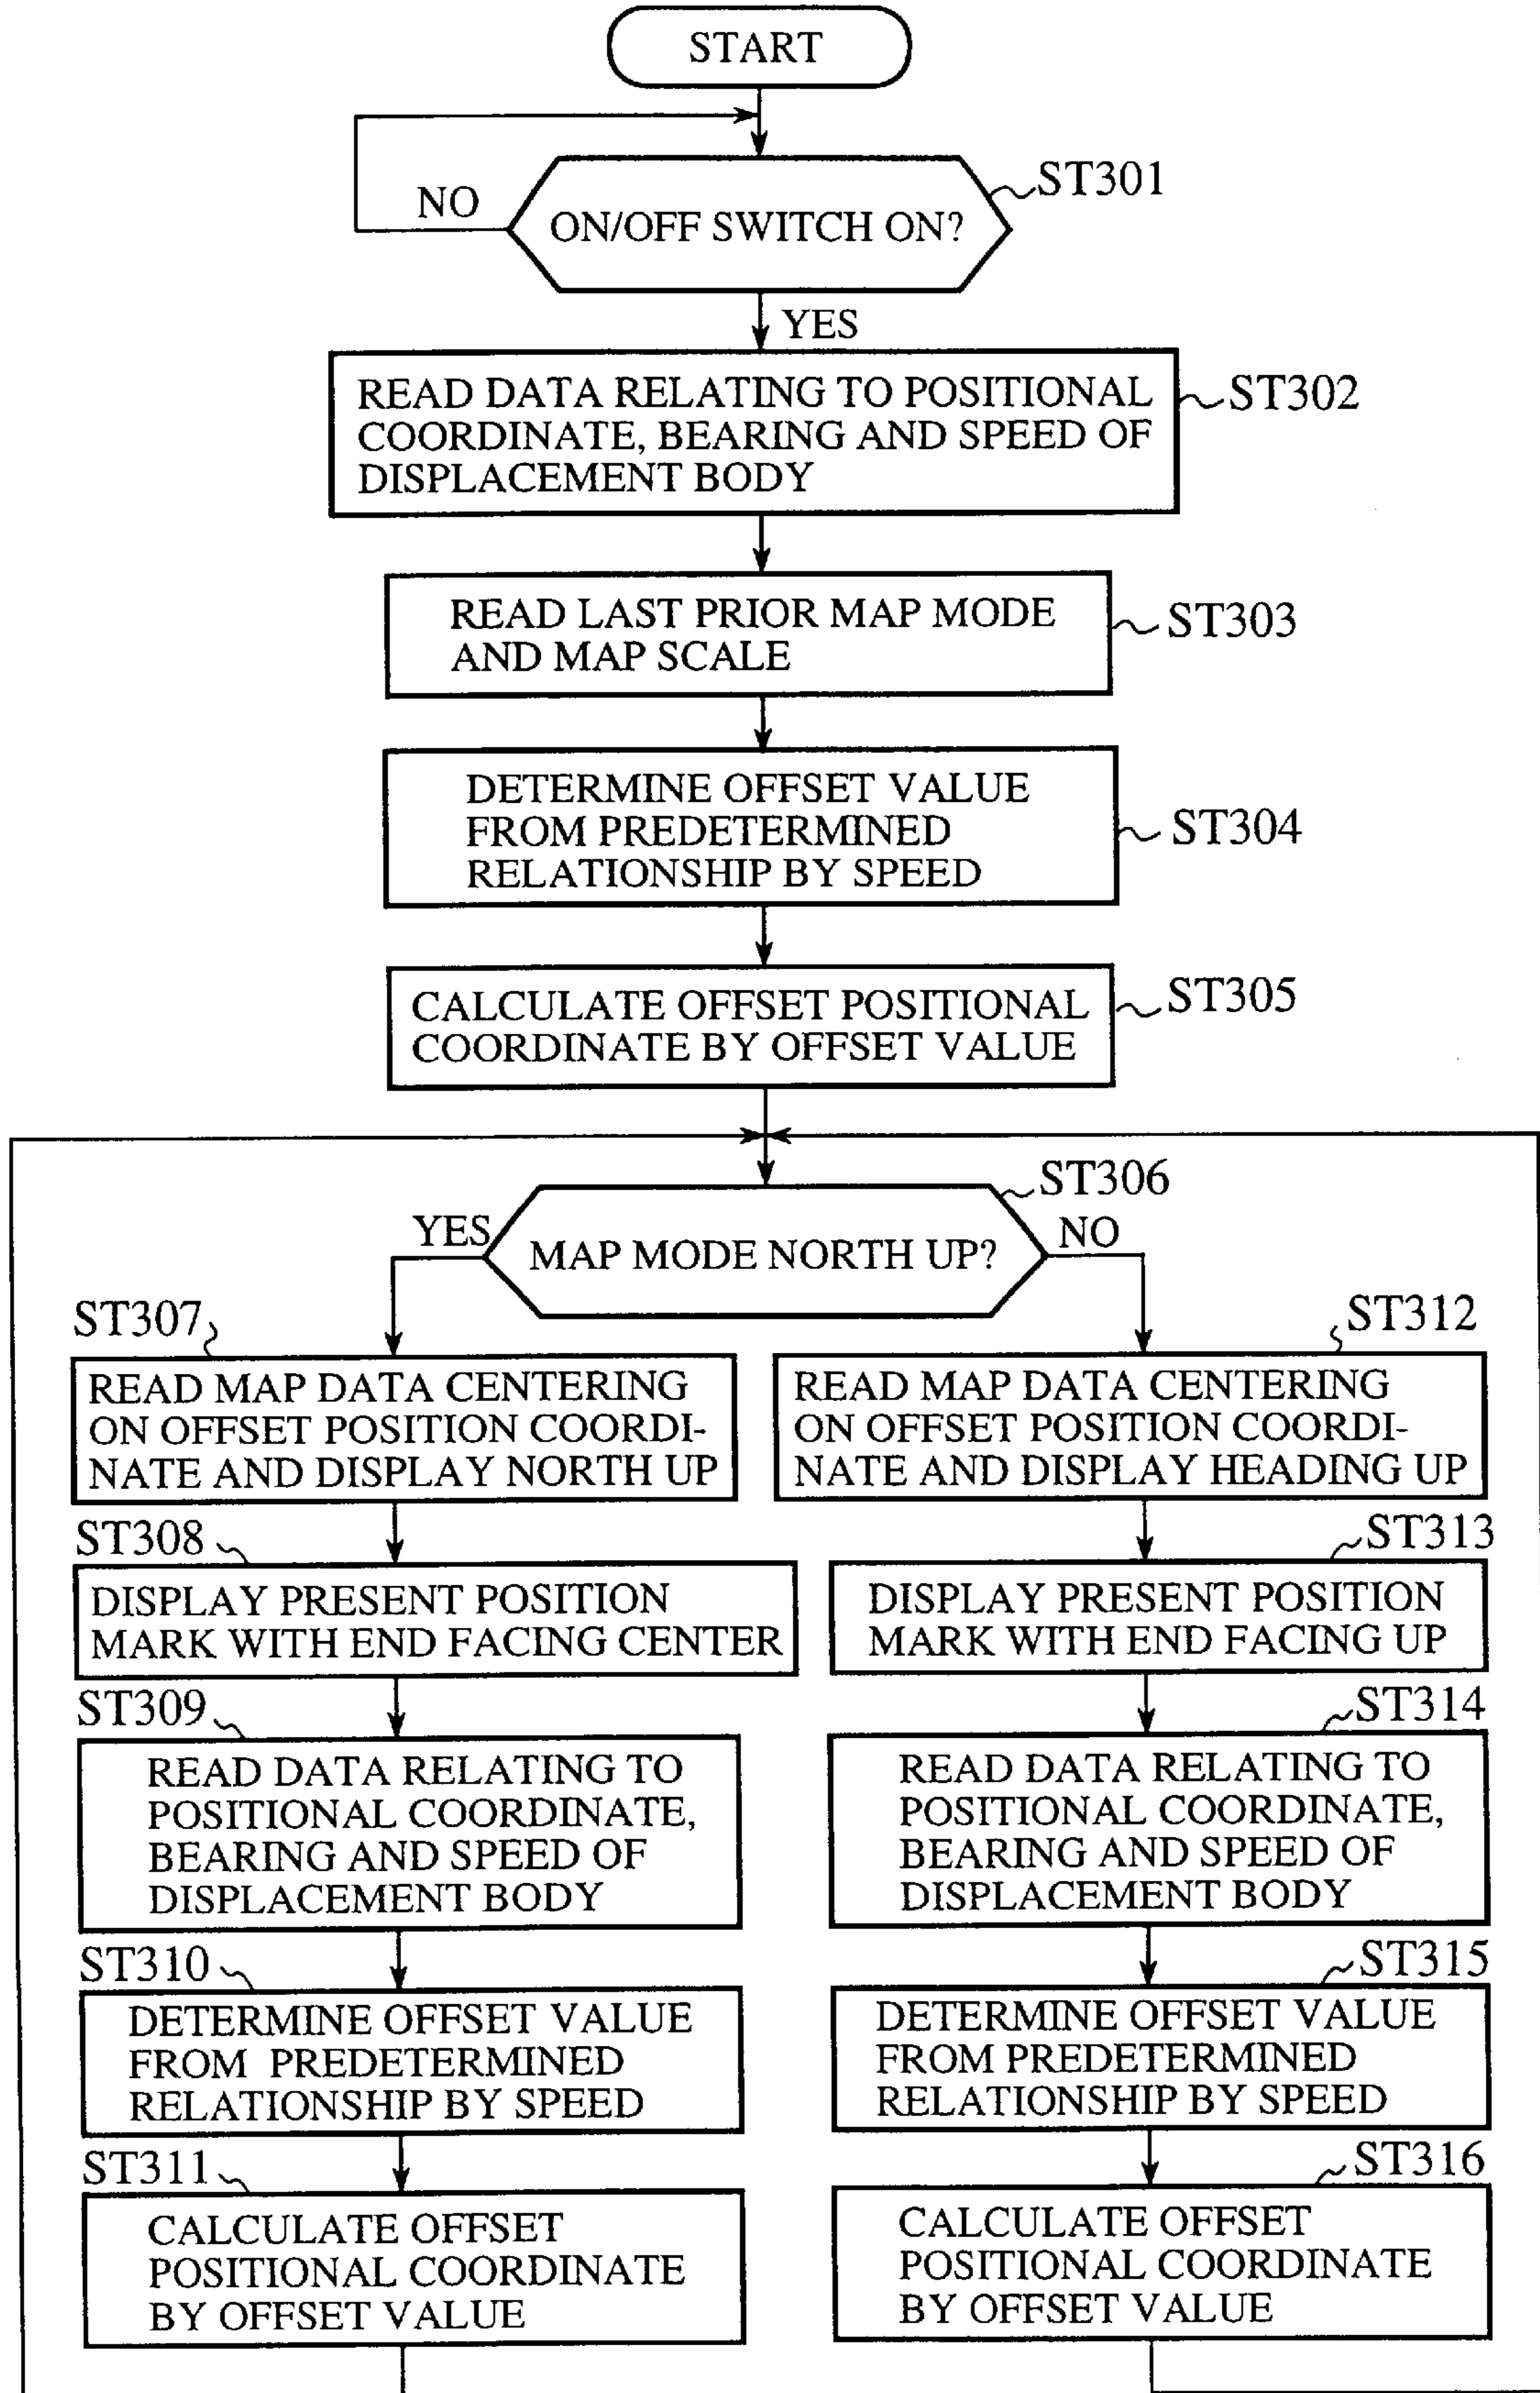 START
ST301
NO
ON/OFF SWITCH ON?
YES
ST302
READ DATA RELATING TO POSITIONAL
COORDINATE, BEARING AND SPEED OF
DISPLACEMENT BODY
READ LAST PRIOR MAP MODE
AND MAP SCALE
ST303
DETERMINE OFFSET VALUE
FROM PREDETERMINED
RELATIONSHIP BY SPEED
ST304
CALCULATE OFFSET POSITIONAL
COORDINATE BY OFFSET VALUE
ST305
ST306
YES
MAP MODE NORTH UP?
NO
ST307
READ MAP DATA CENTERING
ON OFFSET POSITION COORDI-
NATE AND DISPLAY NORTH UP
ST308
DISPLAY PRESENT POSITION
MARK WITH END FACING CENTER
ST309
READ DATA RELATING TO
POSITIONAL COORDINATE,
BEARING AND SPEED OF
DISPLACEMENT BODY
ST310
DETERMINE OFFSET VALUE
FROM PREDETERMINED
RELATIONSHIP BY SPEED
ST311
CALCULATE OFFSET
POSITIONAL COORDINATE
BY OFFSET VALUE
ST312
READ MAP DATA CENTERING
ON OFFSET POSITION COORDI-
NATE AND DISPLAY HEADING UP
ST313
DISPLAY PRESENT POSITION
MARK WITH END FACING UP
ST314
READ DATA RELATING TO
POSITIONAL COORDINATE,
BEARING AND SPEED OF
DISPLACEMENT BODY
ST315
DETERMINE OFFSET VALUE
FROM PREDETERMINED
RELATIONSHIP BY SPEED
ST316
CALCULATE OFFSET
POSITIONAL COORDINATE
BY OFFSET VALUE